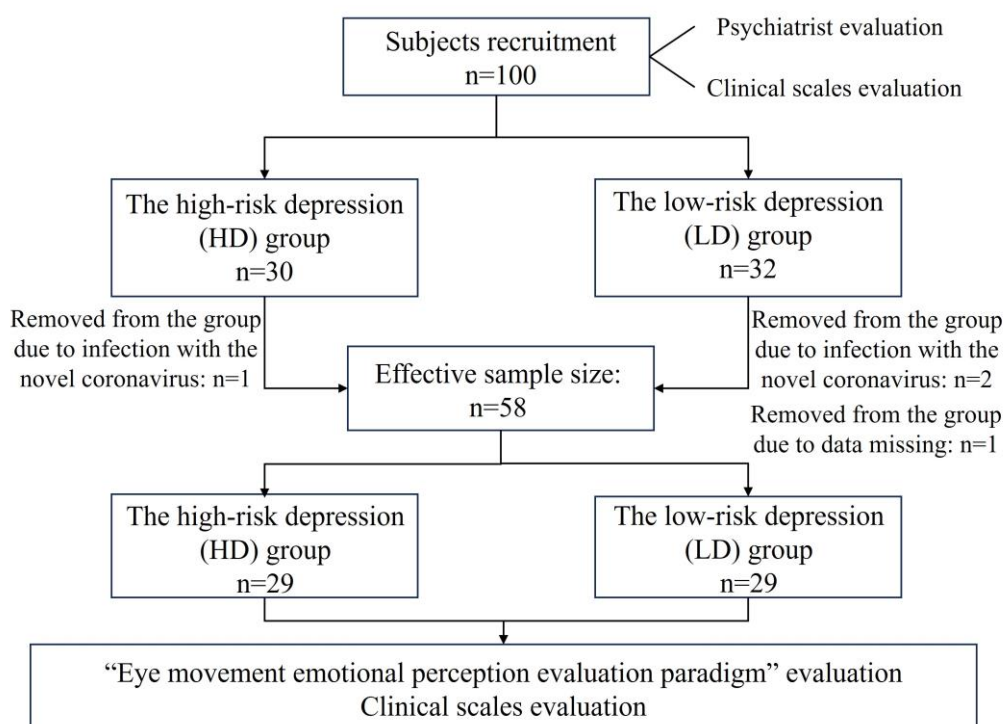 Subjects recruitment
n=100
Psychiatrist evaluation
Clinical scales evaluation
The high-risk depression
(HD) group
n=30
The low-risk depression
(LD) group
n=32
Removed from the group
due to infection with the
novel coronavirus: n=1
Effective sample size:
n=58
Removed from the group
due to infection with the
novel coronavirus: n=2
Removed from the group
due to data missing: n=1
The high-risk depression
(HD) group
n=29
The low-risk depression
(LD) group
n=29
“Eye movement emotional perception evaluation paradigm” evaluation
Clinical scales evaluation